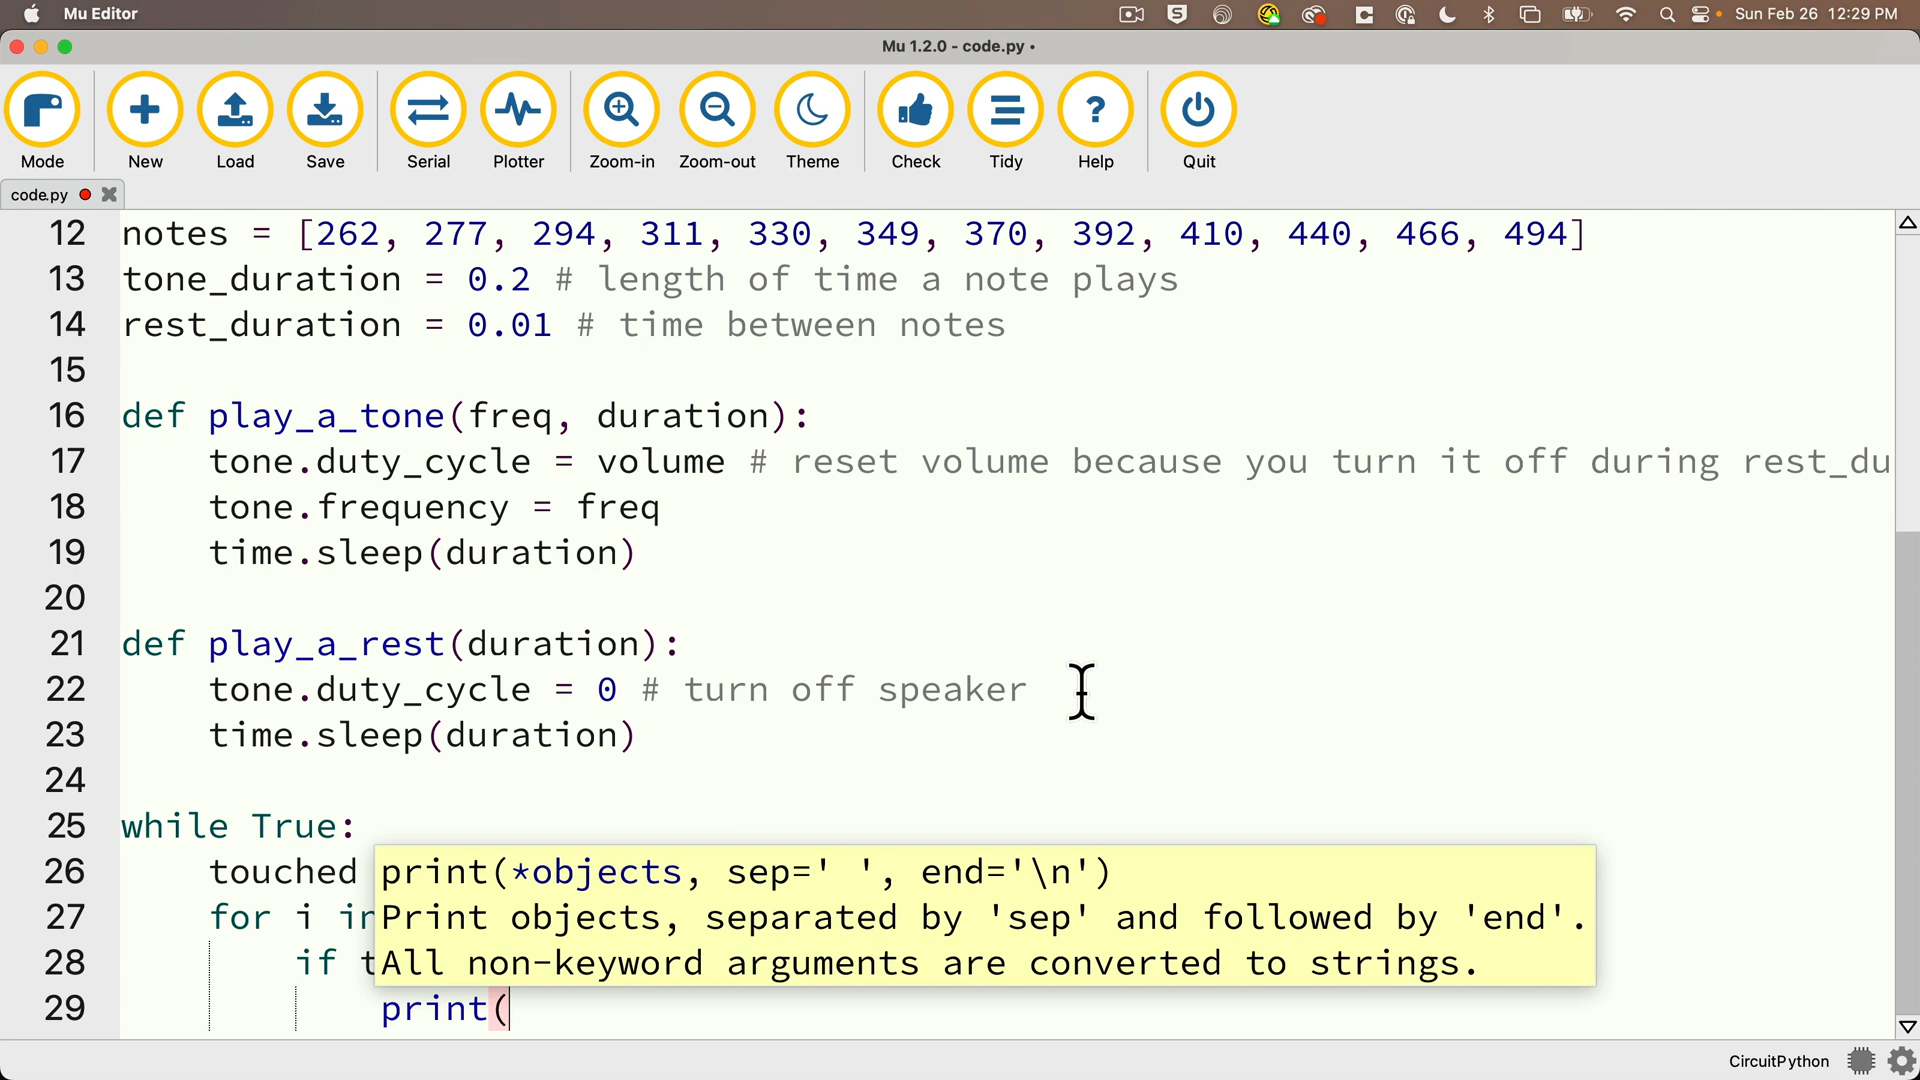 Mu Editor
Sun Feb 26 12:29 PM
Mu 1.2.0 - code.py •
Mode
New
Load
Save
Serial
Plotter
Zoom-in
Zoom-out
Theme
Check
Tidy
Help
Quit
code.py
12 notes = [262, 277, 294, 311, 330, 349, 370, 392, 410, 440, 466, 494]
13 tone_duration = 0.2 # length of time a note plays
14 rest_duration = 0.01 # time between notes
15
16 def play_a_tone(freq, duration):
17 tone.duty_cycle = volume # reset volume because you turn it off during rest_du
18 tone.frequency = freq
19 time.sleep(duration)
20
21 def play_a_rest(duration):
22 tone.duty_cycle = 0 # turn off speaker
23 time.sleep(duration)
24
25 while True:
26 touched print(*objects, sep=' ', end='\n')
27 for i in Print objects, separated by 'sep' and followed by 'end'.
28 if t All non-keyword arguments are converted to strings.
29 print(
CircuitPython